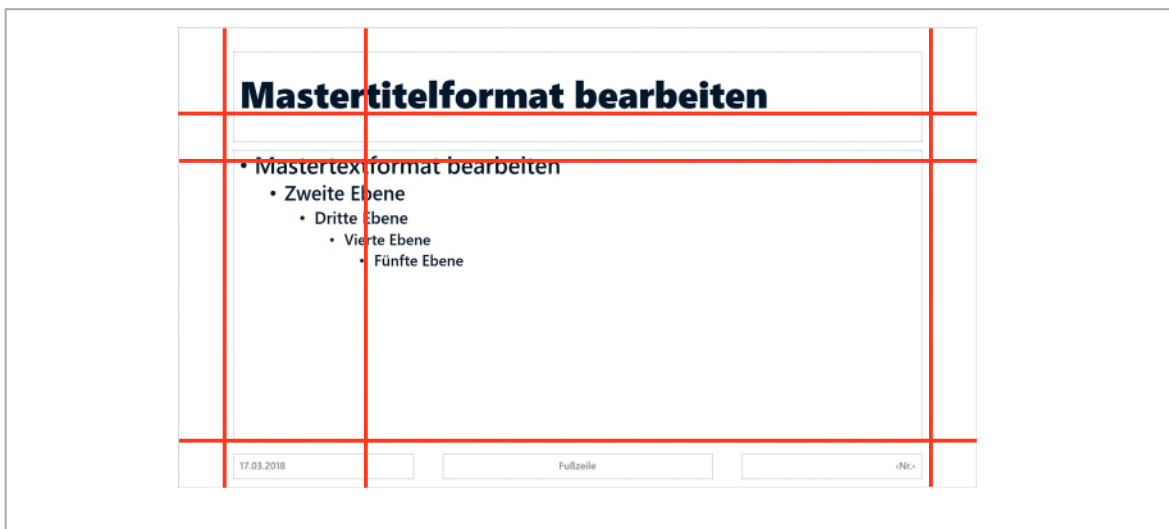 Mastertitelformat bearbeiten
• Mastertextformat bearbeiten
• Zweite Ebene
• Dritte Ebene
• Vierte Ebene
• Fünfte Ebene
17.03.2018 Fußzeile ‹Nr.›